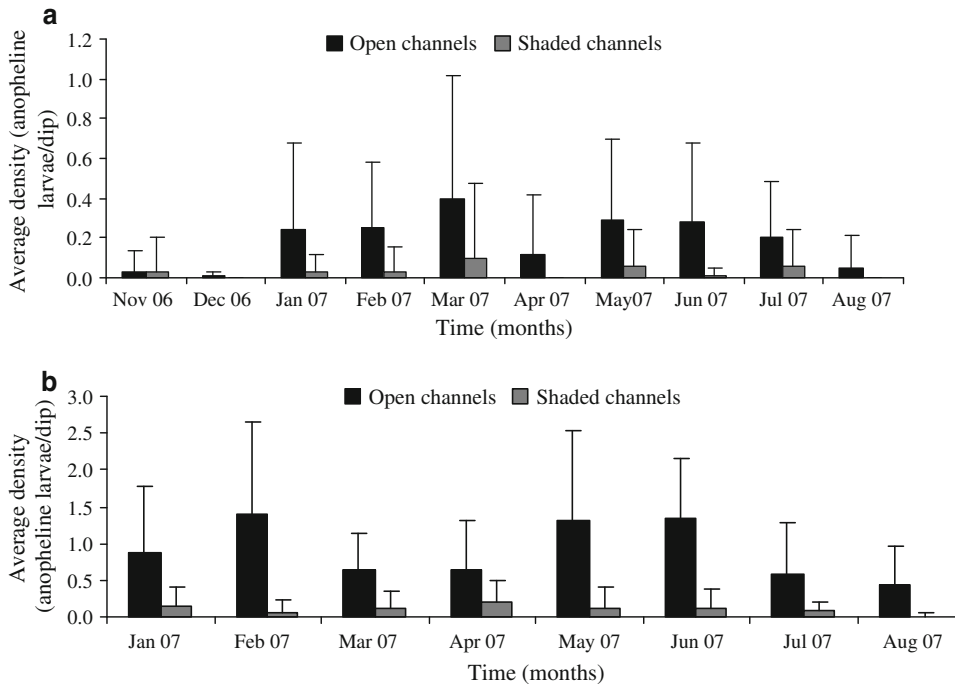 a
Average density (anopheline
larvae/dip)
1.2
1.0
0.8
0.6
0.4
0.2
0.0
Open channels Shaded channels
Nov 06 Dec 06 Jan 07 Feb 07 Mar 07 Apr 07 May07 Jun 07 Jul 07 Aug 07
Time (months)
b
Average density
(anopheline larvae/dip)
3.0
2.5
2.0
1.5
1.0
0.5
0.0
Open channels Shaded channels
Jan 07 Feb 07 Mar 07 Apr 07 May 07 Jun 07 Jul 07 Aug 07
Time (months)